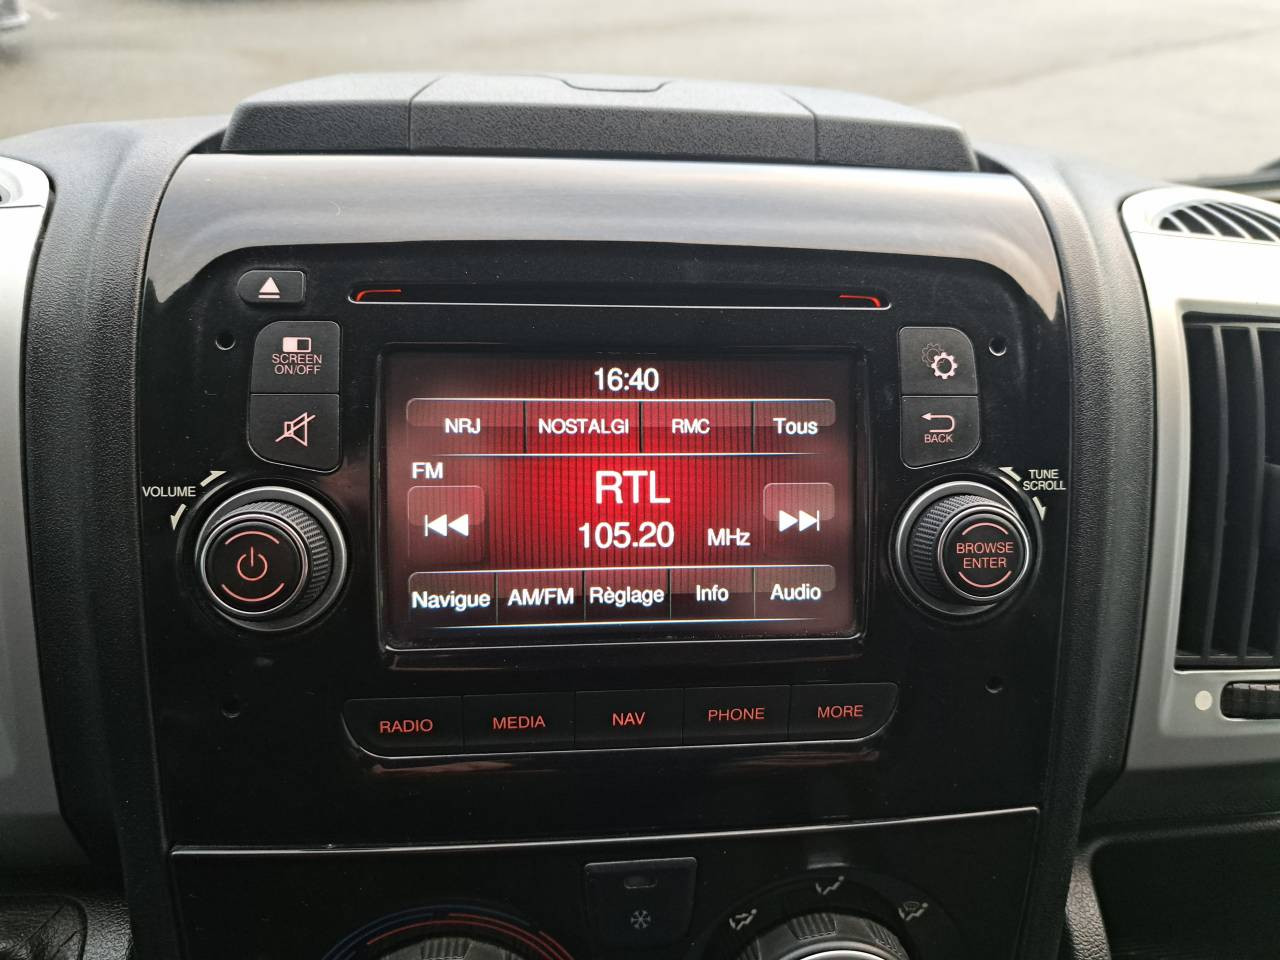 SCREEN
ON/OFF
VOLUME
16:40
NRJ NOSTALGI RMC Tous
FM
RTL
105.20 MHz
Navigue AM/FM Règlage Info Audio
BACK
TUNE
SCROLL
BROWSE
ENTER
RADIO MEDIA NAV PHONE MORE